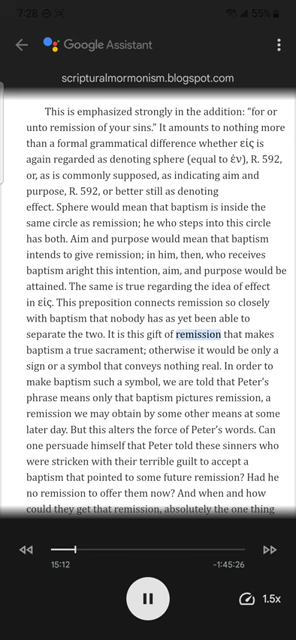 7:28
55%
Google Assistant
scripturalmormonism.blogspot.com
This is emphasized strongly in the addition: “for or
unto remission of your sins.” It amounts to nothing more
than a formal grammatical difference whether εἰς is
again regarded as denoting sphere (equal to ἐν), R. 592,
or, as is commonly supposed, as indicating aim and
purpose, R. 592, or better still as denoting
effect. Sphere would mean that baptism is inside the
same circle as remission; he who steps into this circle
has both. Aim and purpose would mean that baptism
intends to give remission; in him, then, who receives
baptism aright this intention, aim, and purpose would be
attained. The same is true regarding the idea of effect
in εἰς. This preposition connects remission so closely
with baptism that nobody has as yet been able to
separate the two. It is this gift of remission that makes
baptism a true sacrament; otherwise it would be only a
sign or a symbol that conveys nothing real. In order to
make baptism such a symbol, we are told that Peter’s
phrase means only that baptism pictures remission, a
remission we may obtain by some other means at some
later day. But this alters the force of Peter’s words. Can
one persuade himself that Peter told these sinners who
were stricken with their terrible guilt to accept a
baptism that pointed to some future remission? Had he
no remission to offer them now? And when and how
could they get that remission, absolutely the one thing
15:12
-1:45:26
1.5x